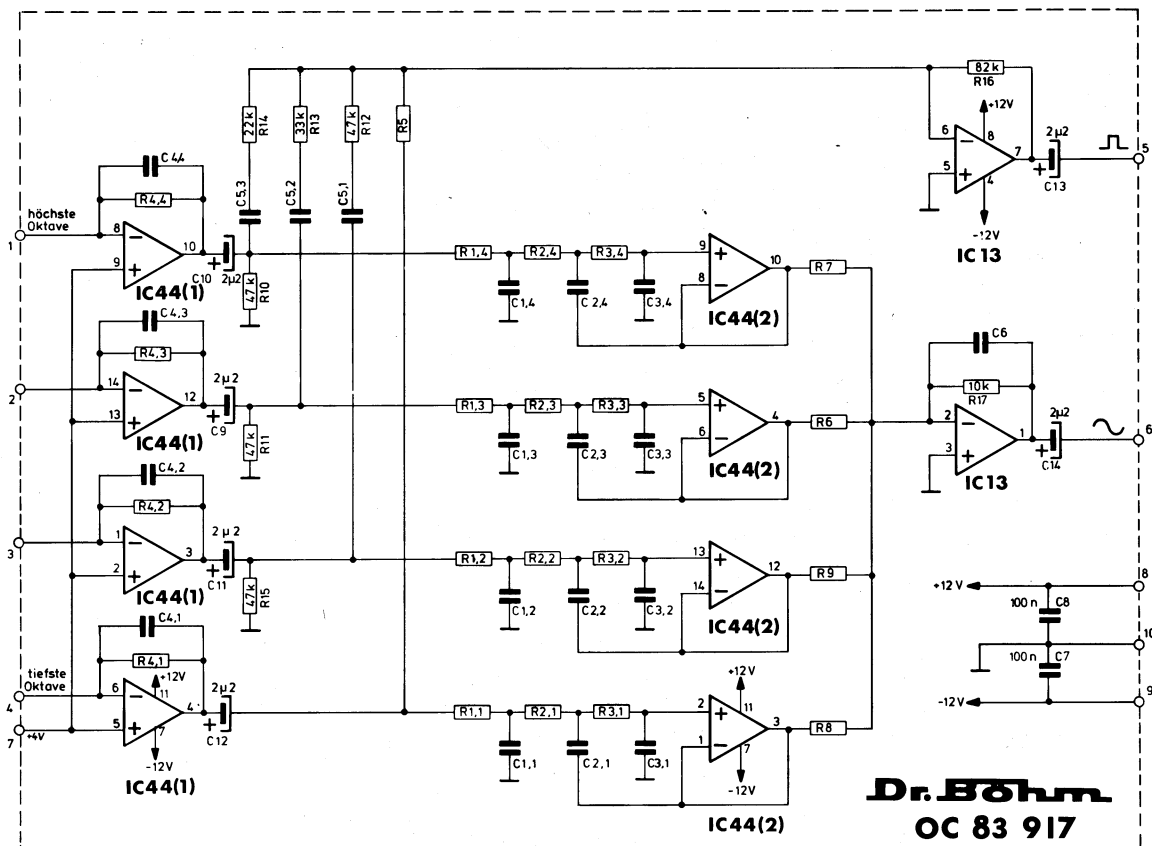 82k
R16
22k
R14
33k
R13
47k
R12
R5
+12V
6
8
7
5
4
-12V
IC 13
2µ2
C13
5
C4,4
R4,4
höchste
Oktave
1
8
9
10
+
C10
2µ2
IC44(1)
C5,3
C5,2
C5,1
47k
R10
R1,4
R2,4
R3,4
C1,4
C2,4
C3,4
9
8
10
IC44(2)
R7
C4,3
R4,3
2
14
13
12
+
C9
2µ2
IC44(1)
47k
R11
R1,3
R2,3
R3,3
C1,3
C2,3
C3,3
5
6
4
IC44(2)
R6
C6
10k
R17
2
3
1
+
2µ2
C14
IC13
6
C4,2
R4,2
3
1
2
3
+
C11
2µ2
IC44(1)
47k
R15
R1,2
R2,2
R3,2
C1,2
C2,2
C3,2
13
14
12
IC44(2)
R9
+12V
8
100n
C8
10
100n
C7
-12V
9
C4,1
R4,1
tiefste
Oktave
4
7
+4V
6
5
+12V
11
4
7
-12V
+
C12
2µ2
IC44(1)
R1,1
R2,1
R3,1
C1,1
C2,1
C3,1
2
1
+12V
11
3
7
-12V
IC44(2)
R8
Dr. Böhm
OC 83 917